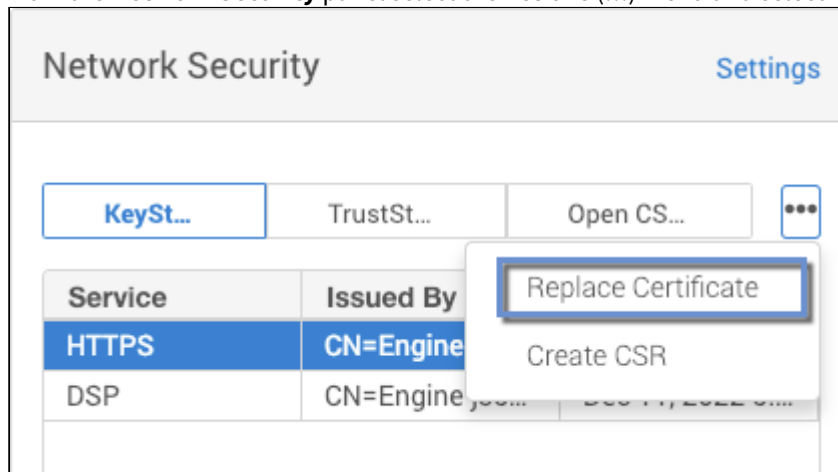 Network Security Settings
KeySt... TrustSt... Open CS... •••
Replace Certificate
Service Issued By
HTTPS CN=Engine
Create CSR
DSP CN=Engine